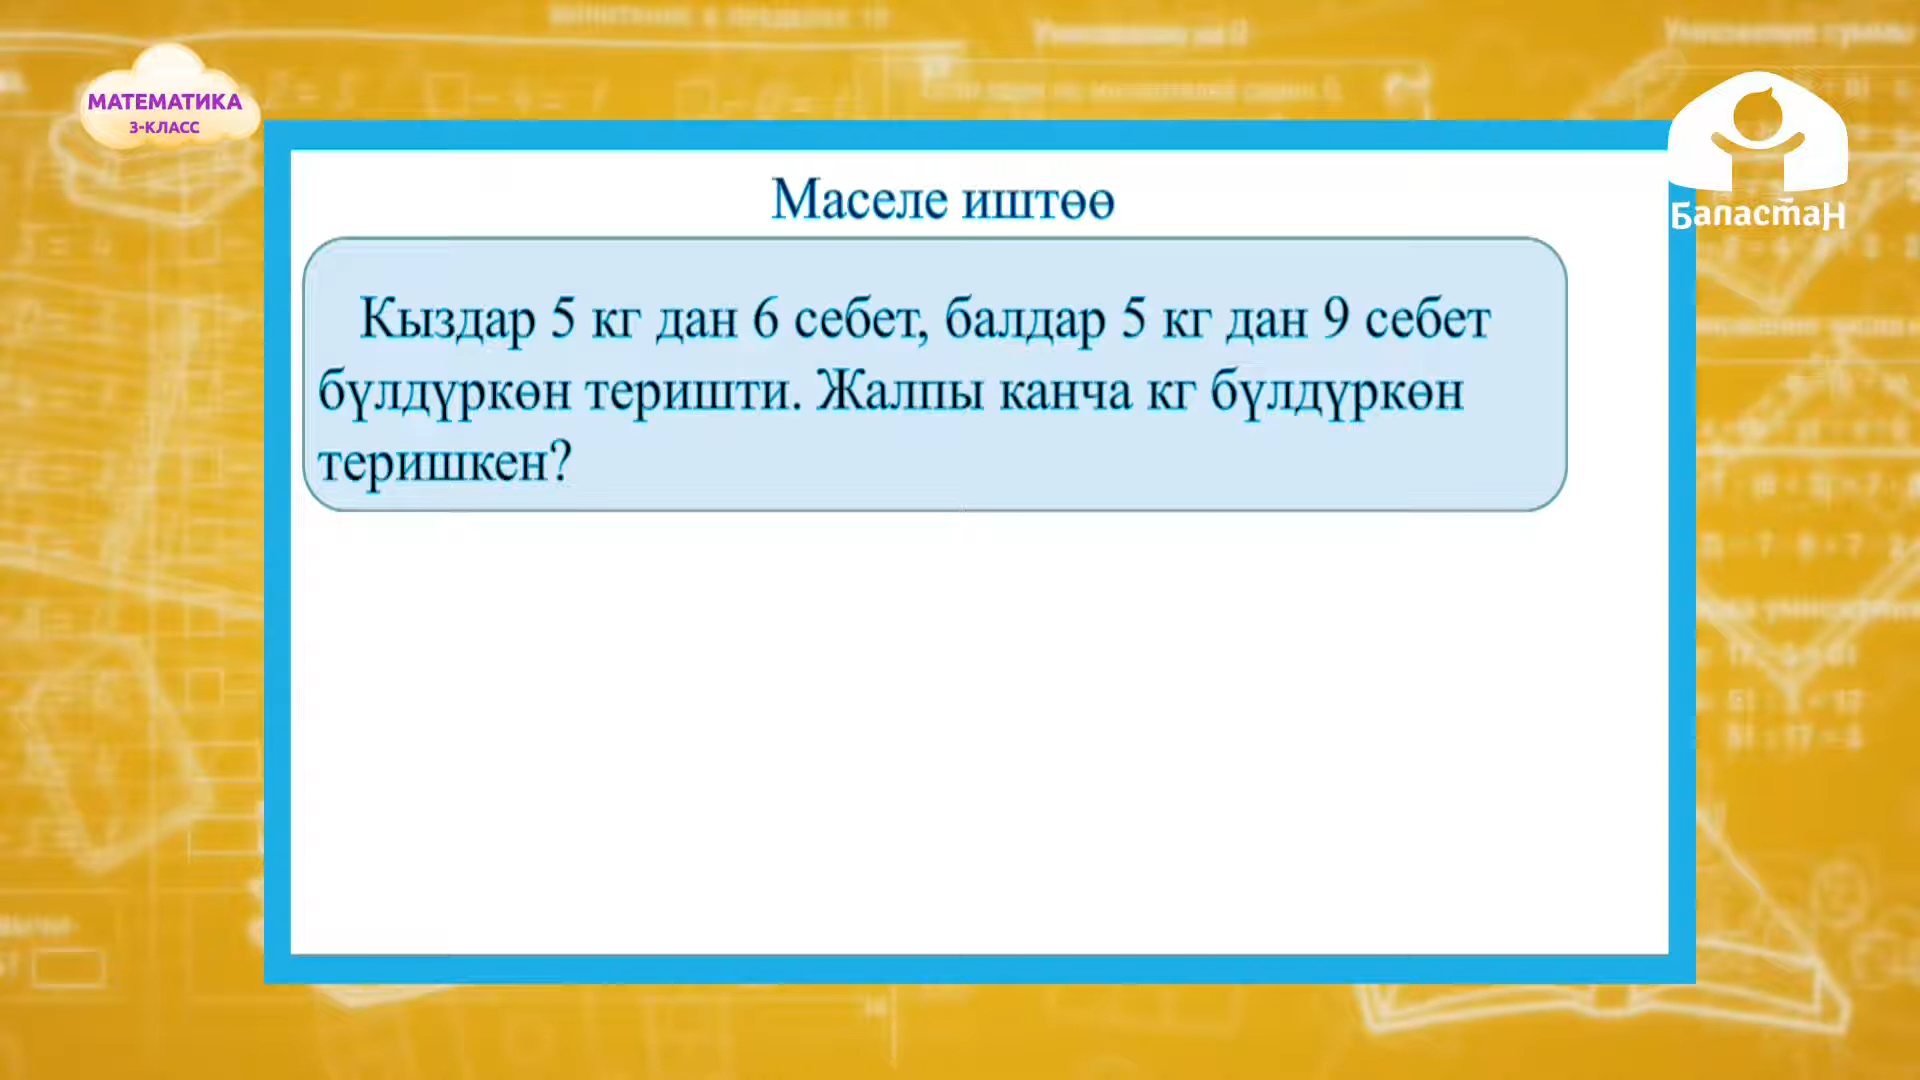 МАТЕМАТИКА
3-КЛАСС
Баластан
Маселе иштөө
Кыздар 5 кг дан 6 себет, балдар 5 кг дан 9 себет
бүлдүркөн теришти. Жалпы канча кг бүлдүркөн
теришкен?